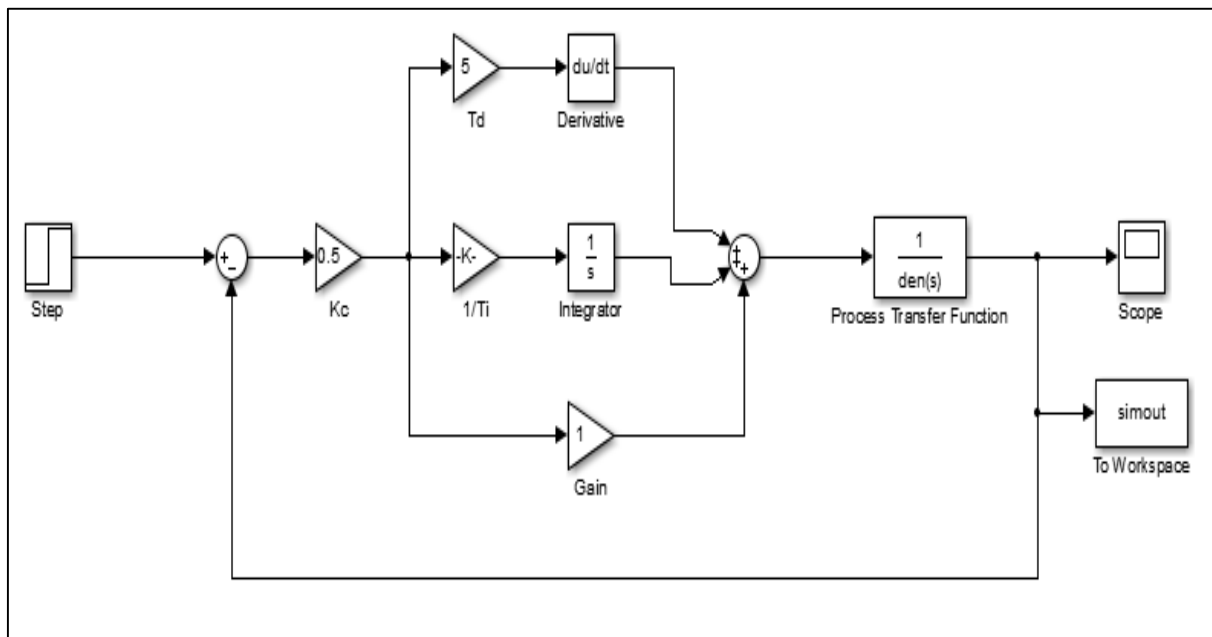 5
Td
du/dt
Derivative
Step
+
-
0.5
Kc
-K-
1/Ti
1
s
Integrator
+
+
+
1
den(s)
Process Transfer Function
Scope
1
Gain
simout
To Workspace